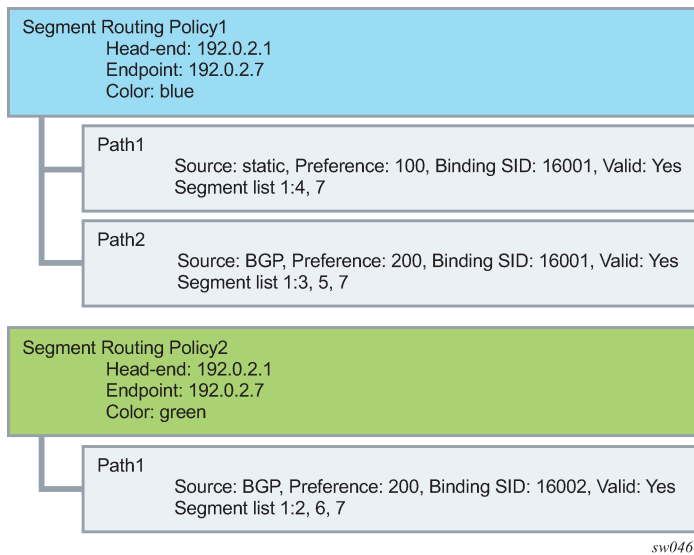 Segment Routing Policy1
Head-end: 192.0.2.1
Endpoint: 192.0.2.7
Color: blue
Path1
Source: static, Preference: 100, Binding SID: 16001, Valid: Yes
Segment list 1:4, 7
Path2
Source: BGP, Preference: 200, Binding SID: 16001, Valid: Yes
Segment list 1:3, 5, 7
Segment Routing Policy2
Head-end: 192.0.2.1
Endpoint: 192.0.2.7
Color: green
Path1
Source: BGP, Preference: 200, Binding SID: 16002, Valid: Yes
Segment list 1:2, 6, 7
sw046